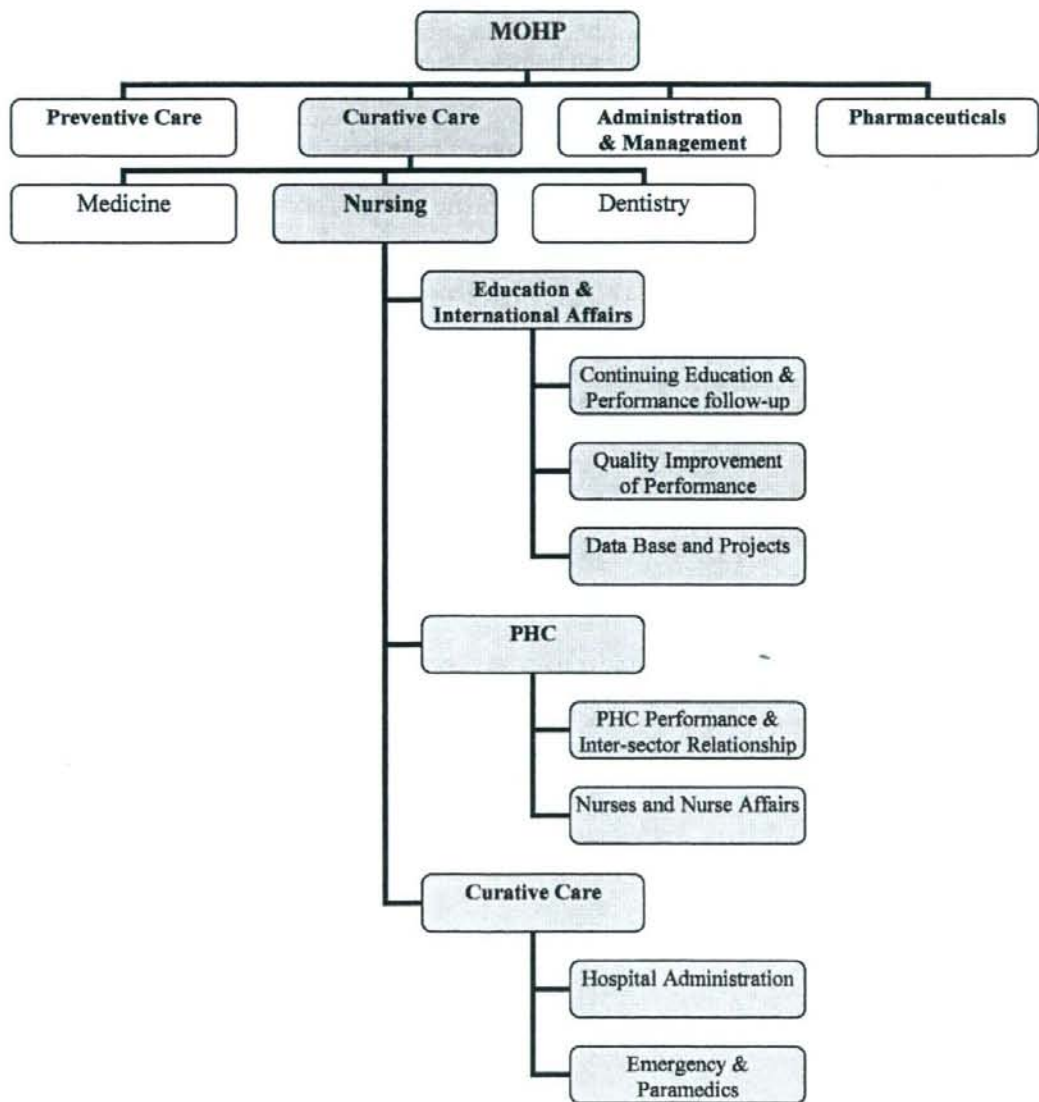 MOHP
Preventive Care
Curative Care
Administration
& Management
Pharmaceuticals
Medicine
Nursing
Dentistry
Education &
International Affairs
Continuing Education &
Performance follow-up
Quality Improvement
of Performance
Data Base and Projects
PHC
PHC Performance &
Inter-sector Relationship
Nurses and Nurse Affairs
Curative Care
Hospital Administration
Emergency &
Paramedics